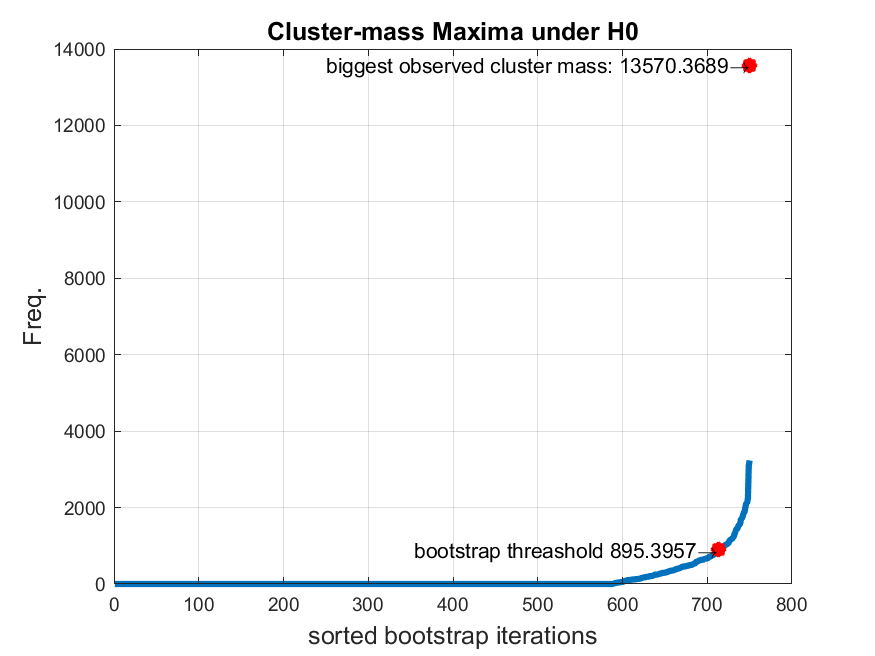 Cluster-mass Maxima under H0
14000
biggest observed cluster mass: 13570.3689
12000
10000
8000
Freq.
6000
4000
2000
bootstrap threashold 895.3957
0
0 100 200 300 400 500 600 700 800
sorted bootstrap iterations